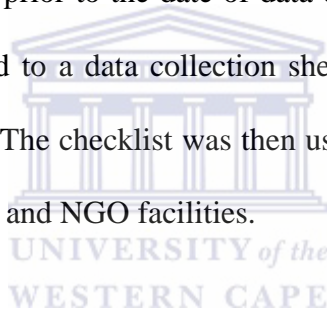 prior to the date of data
d to a data collection she
The checklist was then us
and NGO facilities.
UNIVERSITY of the
WESTERN CAPE